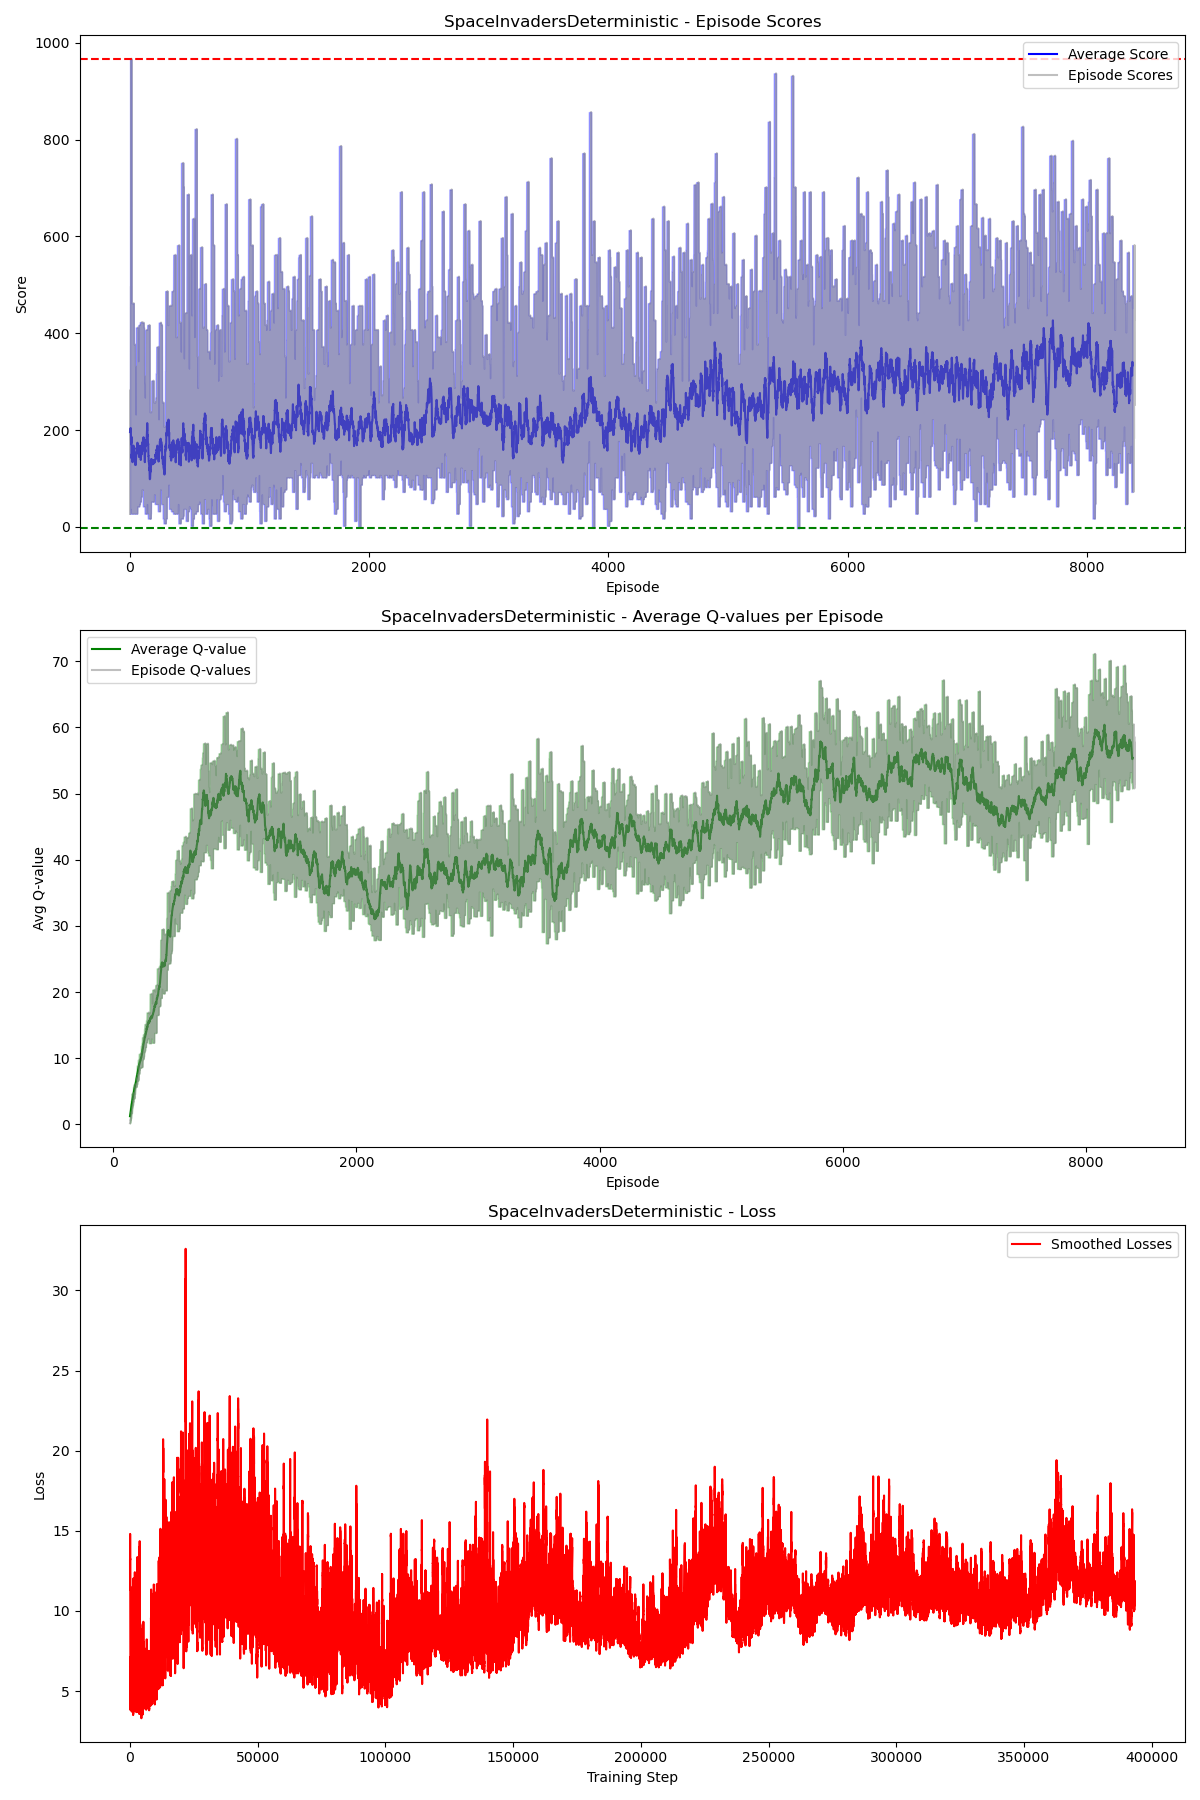 SpaceInvadersDeterministic - Episode Scores
Average Score
Episode Scores
1000
800
600
400
200
0
Score
0 2000 4000 6000 8000
Episode
SpaceInvadersDeterministic - Average Q-values per Episode
Average Q-value
Episode Q-values
70
60
50
40
30
20
10
0
Avg Q-value
0 2000 4000 6000 8000
Episode
SpaceInvadersDeterministic - Loss
Smoothed Losses
30
25
20
15
10
5
Loss
0 50000 100000 150000 200000 250000 300000 350000 400000
Training Step